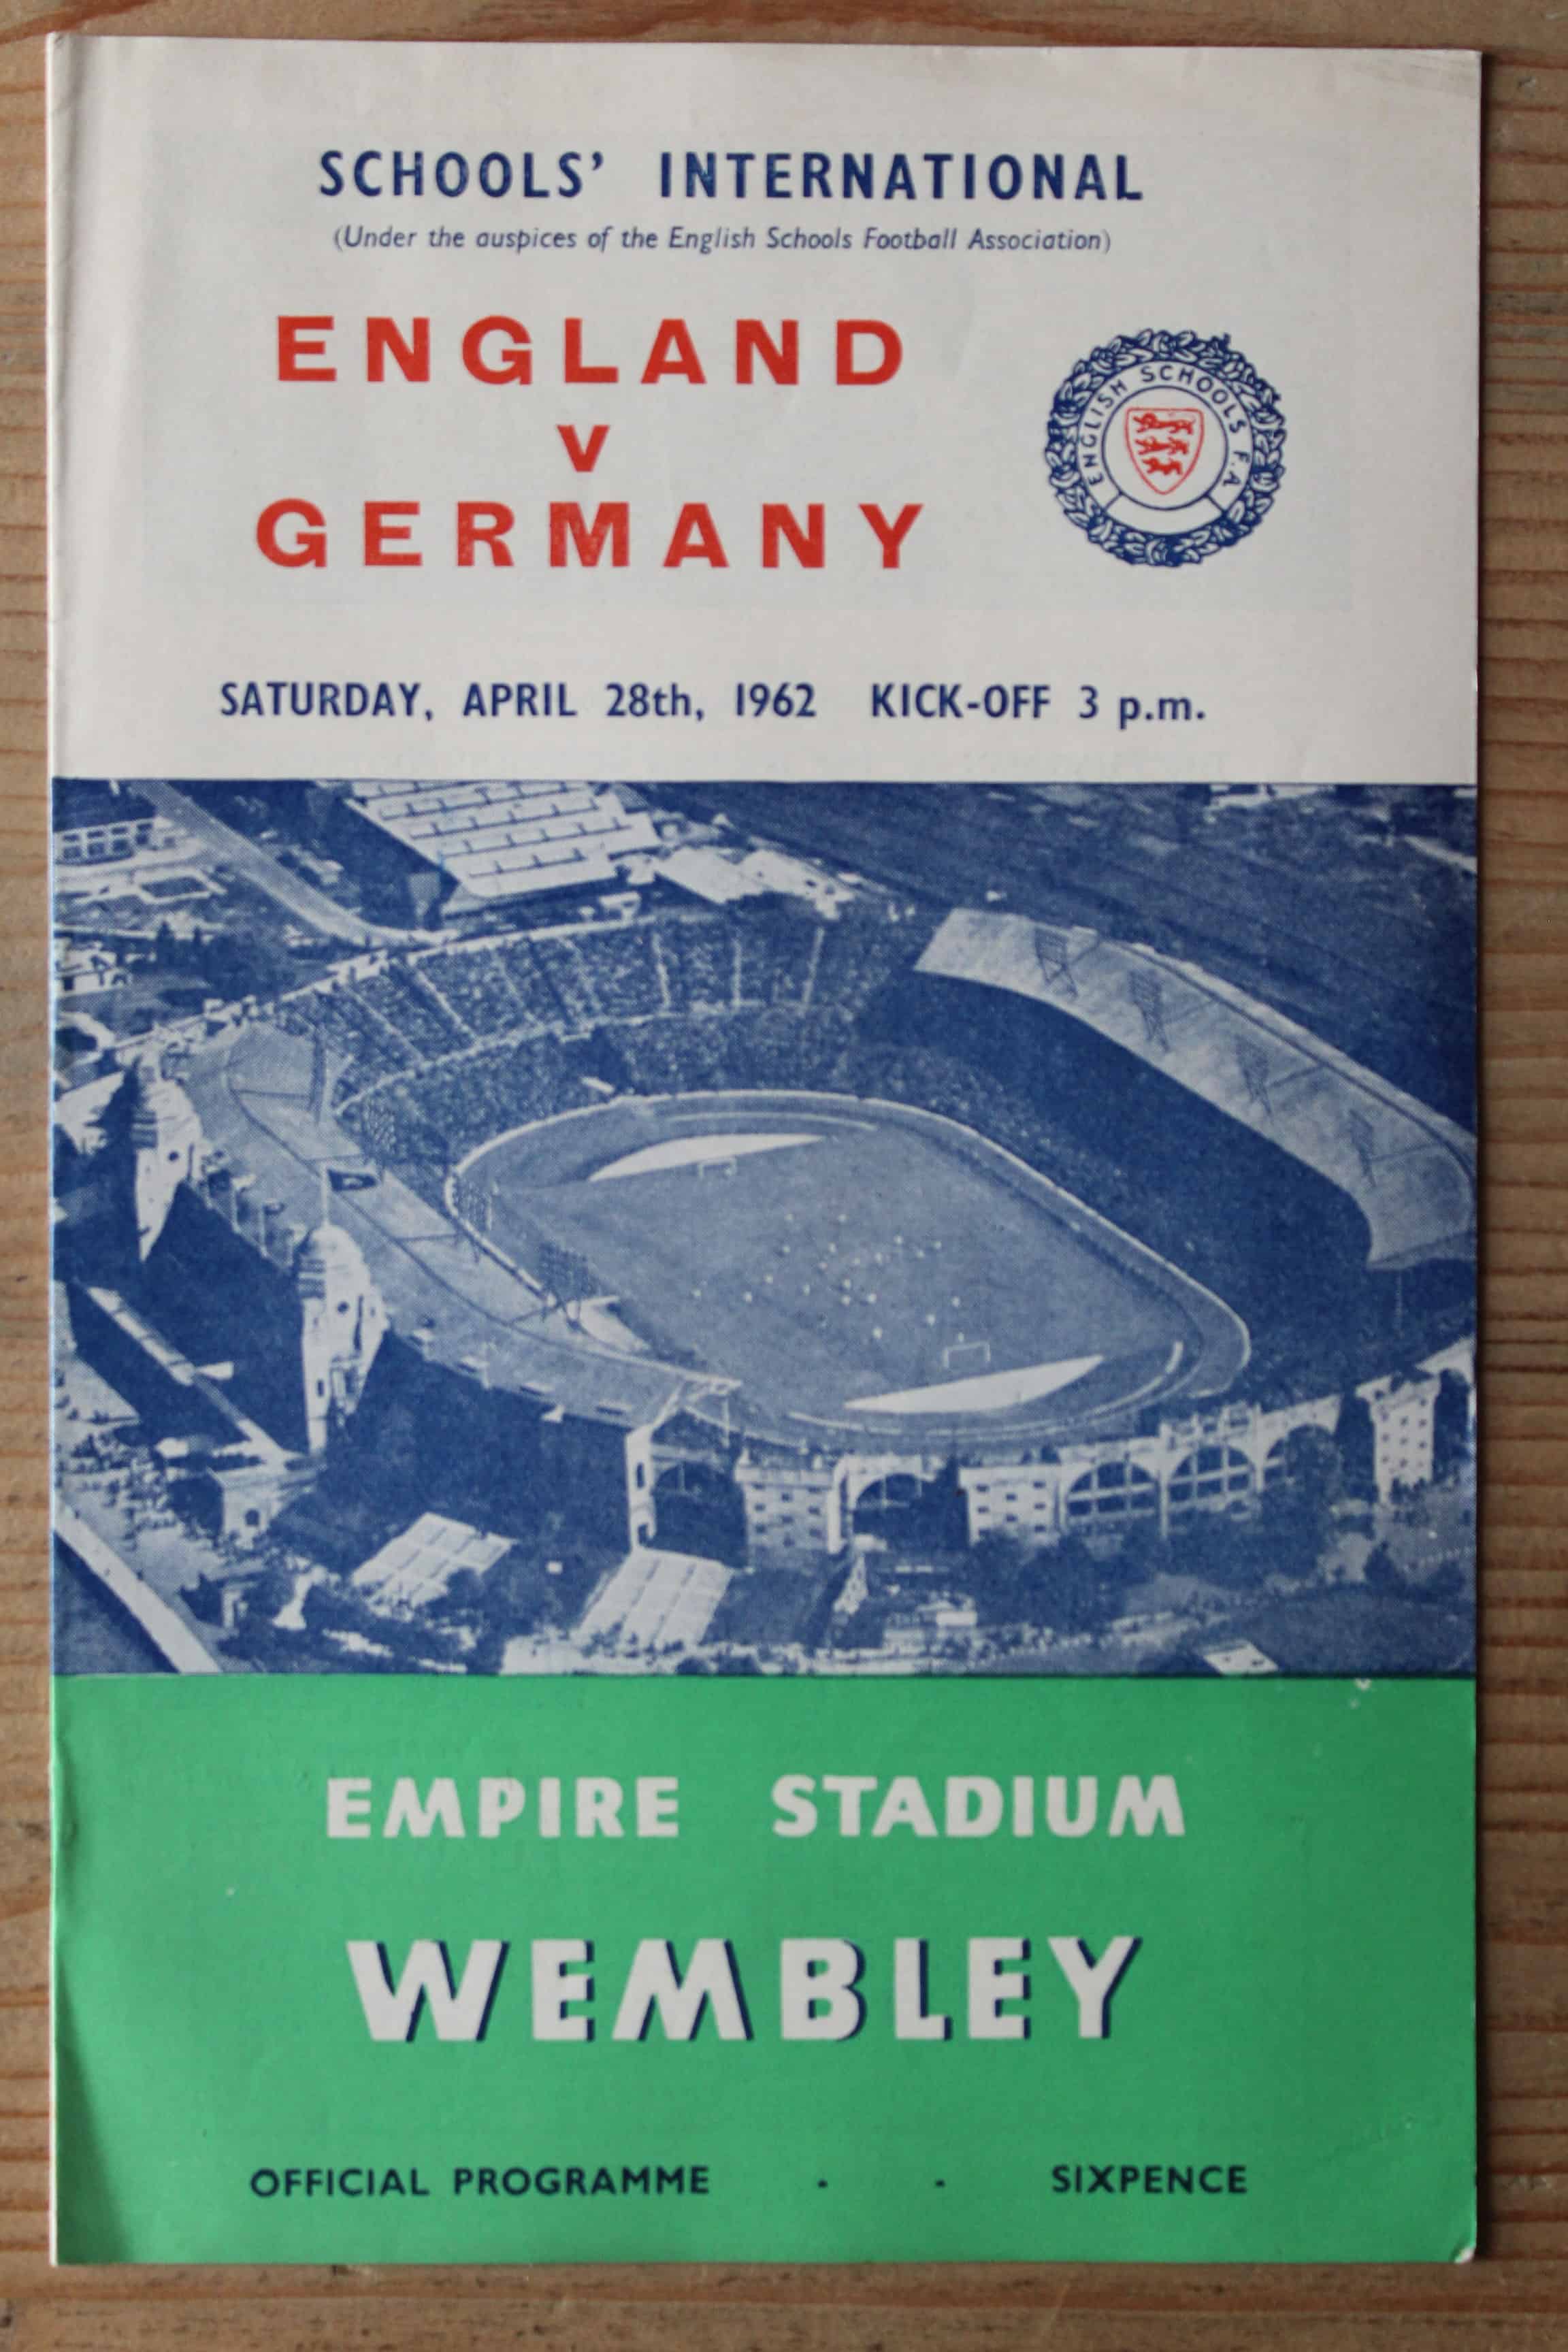 SCHOOLS' INTERNATIONAL
(Under the auspices of the English Schools Football Association)
ENGLAND
v
GERMANY
ENGLISH SCHOOLS F.A.
SATURDAY, APRIL 28th, 1962 KICK-OFF 3 p.m.
EMPIRE STADIUM
WEMBLEY
OFFICIAL PROGRAMME - - SIXPENCE